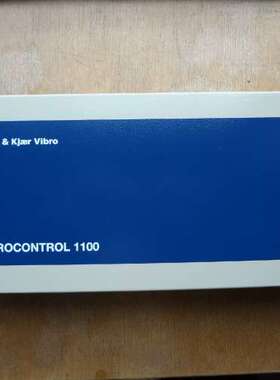 & Kjær Vibro
ROCONTROL 1100